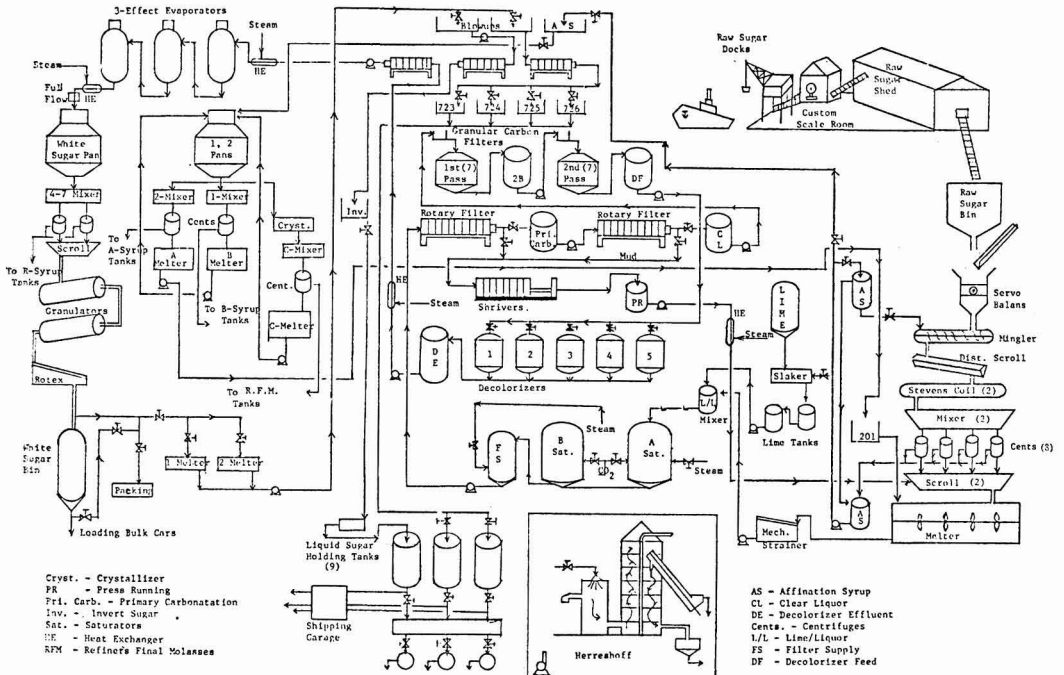 3-Effect Evaporators
Steam
HE
Steam
Full
Flow
HE
White
Sugar Pan
1, 2
Pans
4-7 Mixer
2-Mixer
1-Mixer
Cryst.
C-Mixer
Cents
Cent.
Scroll
To
A-Syrup
Tanks
A
Melter
B
Melter
To R-Syrup
Tanks
To B-Syrup
Tanks
C-Melter
Granulators
Rotex
To R.F.M.
Tanks
White
Sugar
Bin
1 Melter
2 Melter
Packing
Loading Bulk Cars
Blowups
A S
723
724
725
726
Granular Carbon
Filters
1st(7)
Pass
2B
2nd(7)
Pass
DF
Inv.
Rotary Filter
Pri.
Carb.
Rotary Filter
CL
Mud
HE
Steam
Shrivers.
PR
HE
Steam
LIME
DE
1
2
3
4
5
Decolorizers
Slaker
L/L
Mixer
Lime Tanks
FS
B
Sat.
Steam
CO2
A
Sat.
Steam
Liquid Sugar
Holding Tanks
(9)
Shipping
Garage
Herreshoff
Mech.
Strainer
Raw Sugar
Docks
Raw
Sugar
Shed
Custom
Scale Room
Raw
Sugar
Bin
Servo
Balans
AS
Mingler
Dist. Scroll
Stevens Coil (2)
Mixer (2)
201
Cents (8)
Scroll (2)
AS
Melter
Cryst. - Crystallizer
PR - Press Running
Pri. Carb. - Primary Carbonatation
Inv. - Invert Sugar
Sat. - Saturators
HE - Heat Exchanger
RFM - Refiner's Final Molasses
AS - Affination Syrup
CL - Clear Liquor
DE - Decolorizer Effluent
Cents. - Centrifuges
L/L - Lime/Liquor
FS - Filter Supply
DF - Decolorizer Feed